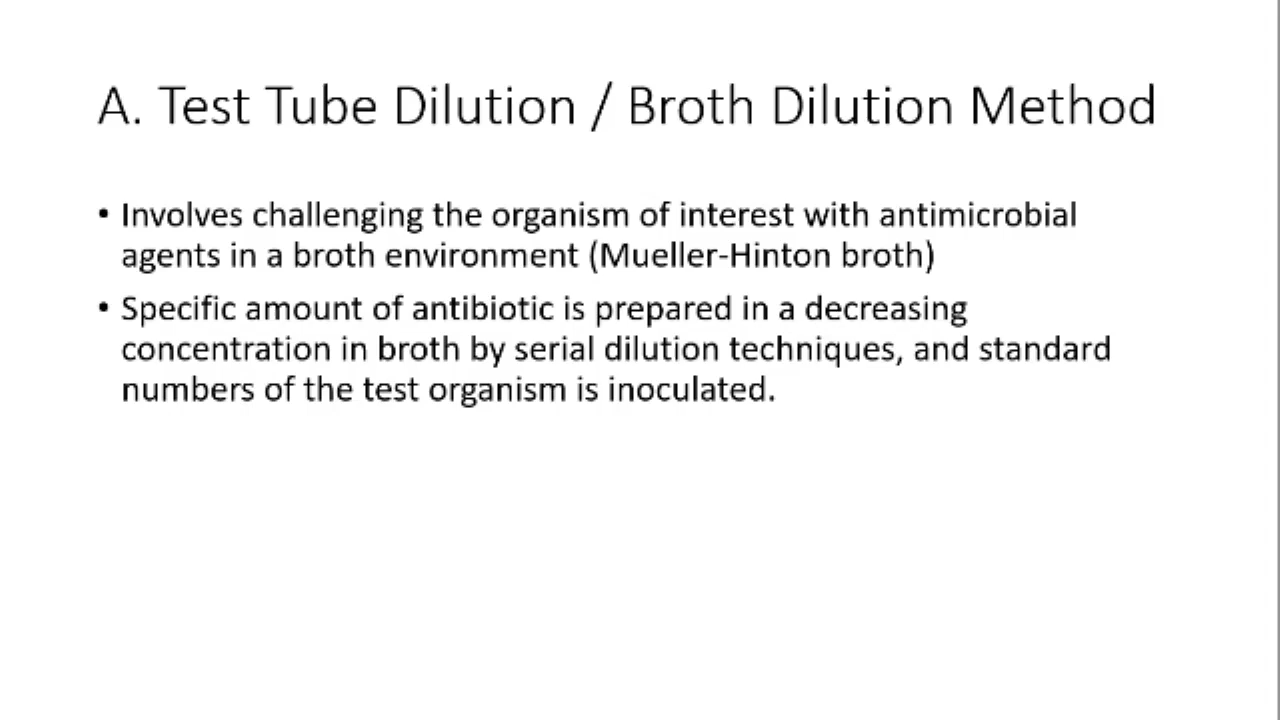 A. Test Tube Dilution / Broth Dilution Method
• Involves challenging the organism of interest with antimicrobial
agents in a broth environment (Mueller-Hinton broth)
• Specific amount of antibiotic is prepared in a decreasing
concentration in broth by serial dilution techniques, and standard
numbers of the test organism is inoculated.